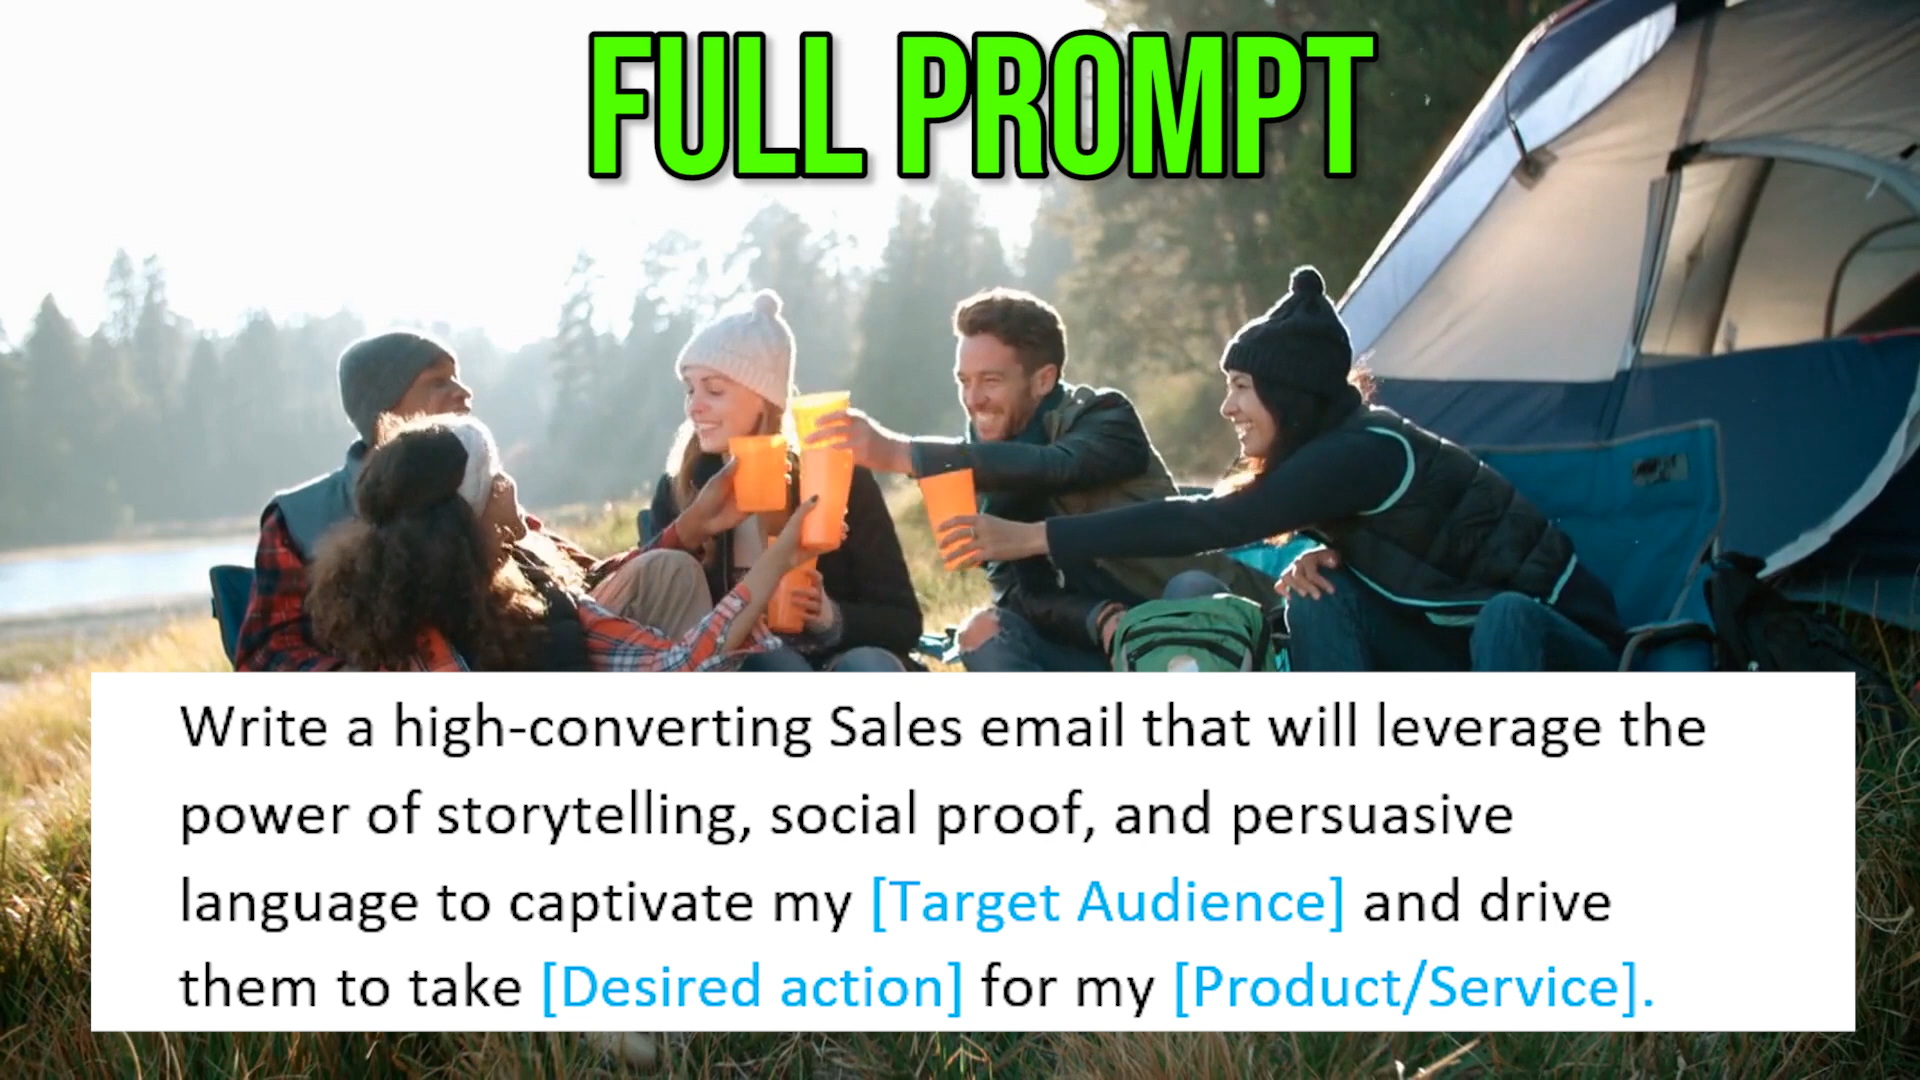 FULL PROMPT
Write a high-converting Sales email that will leverage the
power of storytelling, social proof, and persuasive
language to captivate my [Target Audience] and drive
them to take [Desired action] for my [Product/Service].